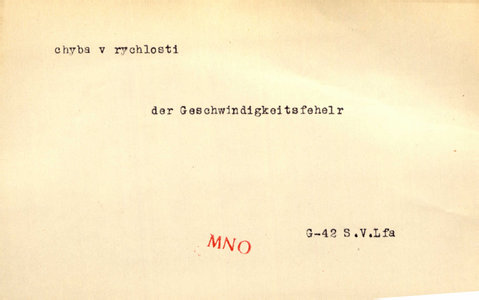 chyba v rychlosti
der Geschwindigkeitsfehelr
G-42 S.V.Lfa
MNO